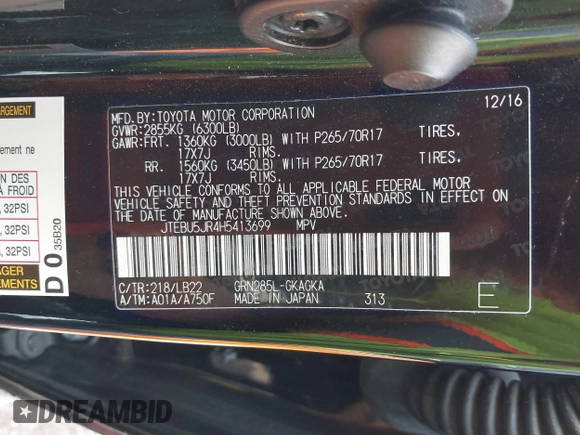 ARGEMENT
uement ne
ION DES
À FROID
, 32PSI
, 32PSI
, 32PSI
AGER
EMENTS
D 0 35B20
12/16
MFD.BY:TOYOTA MOTOR CORPORATION
GVWR:2855KG (6300LB)
GAWR:FRT. 1360KG (3000LB) WITH P265/70R17 TIRES.
17X7J RIMS.
RR. 1560KG (3450LB) WITH P265/70R17 TIRES.
17X7J RIMS.
THIS VEHICLE CONFORMS TO ALL APPLICABLE FEDERAL MOTOR
VEHICLE SAFETY AND THEFT PREVENTION STANDARDS IN EFFECT ON
THE DATE OF MANUFACTURE SHOWN ABOVE.
JTEBU5JR4H5413699 MPV
C/TR:218/LB22 GRN285L-GKAGKA
A/TM:A01A/A750F MADE IN JAPAN 313
E
DREAMBID